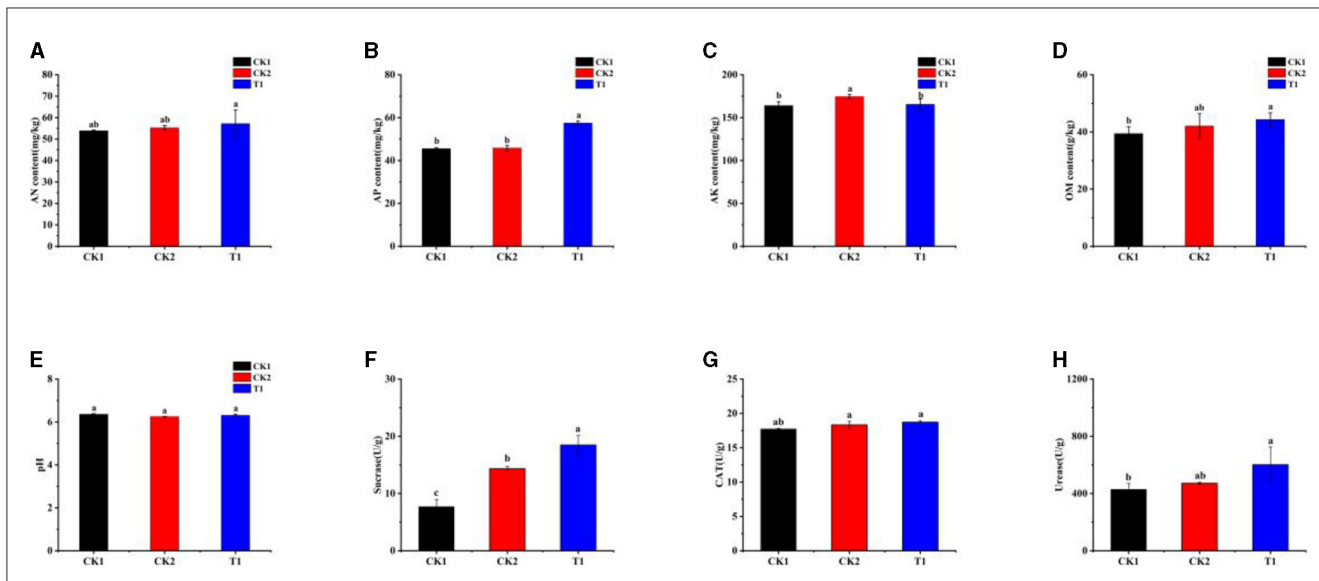 A
CK1
CK2
T1
AN content(mg/kg)
80
70
60
50
40
30
20
10
0
ab
ab
a
CK1 CK2 T1
B
CK1
CK2
T1
AP content(mg/kg)
80
60
40
20
0
b
b
a
CK1 CK2 T1
C
CK1
CK2
T1
AK content(mg/kg)
200
150
100
50
0
b
a
b
CK1 CK2 T1
D
CK1
CK2
T1
OM content(g/kg)
60
40
20
0
b
ab
a
CK1 CK2 T1
E
CK1
CK2
T1
pH
8
6
4
2
0
a
a
a
CK1 CK2 T1
F
Sucrase(U/g)
30
20
10
0
c
b
a
CK1 CK2 T1
G
CAT(U/g)
25
20
15
10
5
0
ab
a
a
CK1 CK2 T1
H
Urease(U/g)
1200
800
400
0
b
ab
a
CK1 CK2 T1